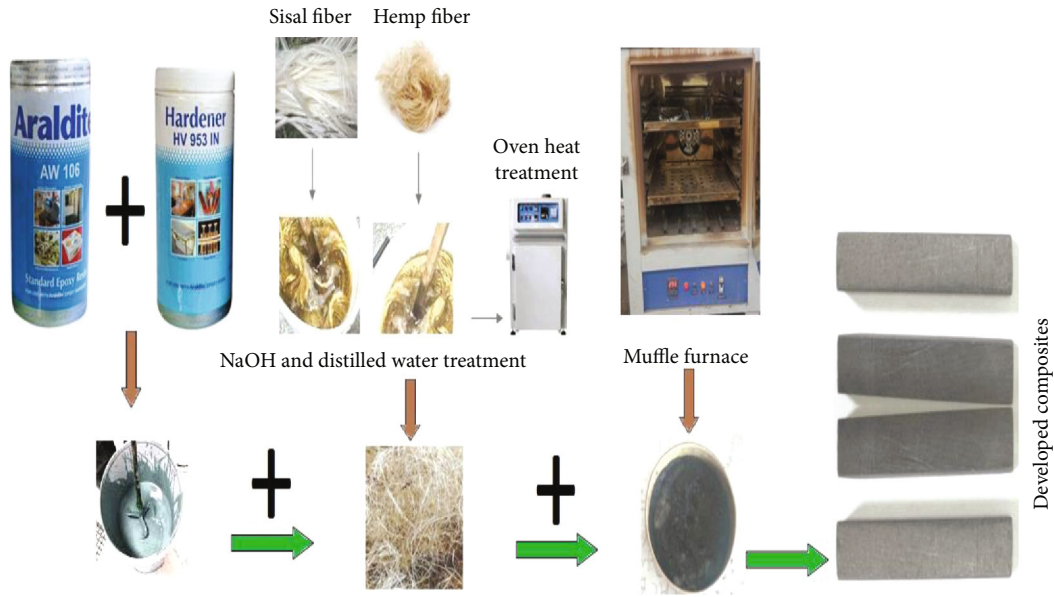 Sisal fiber
Hemp fiber
Araldite
AW 106
Standard Epoxy Resin
Hardener
HV 953 IN
Oven heat
treatment
NaOH and distilled water treatment
Muffle furnace
Developed composites